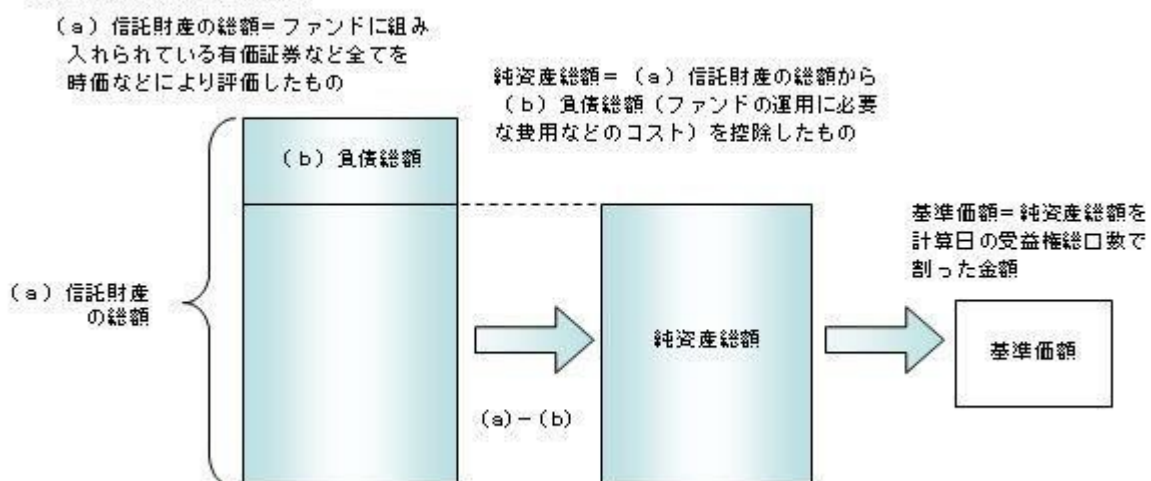 (a)信託財産の総額=ファンドに組み
入れられている有価証券など全てを
時価などにより評価したもの
純資産総額=(a)信託財産の総額から
(b)負債総額(ファンドの運用に必要
な費用などのコスト)を控除したもの
(b)負債総額
基準価額=純資産総額を
計算日の受益権総口数で
割った金額
(a)信託財産
の総額
純資産総額
基準価額
(a)-(b)